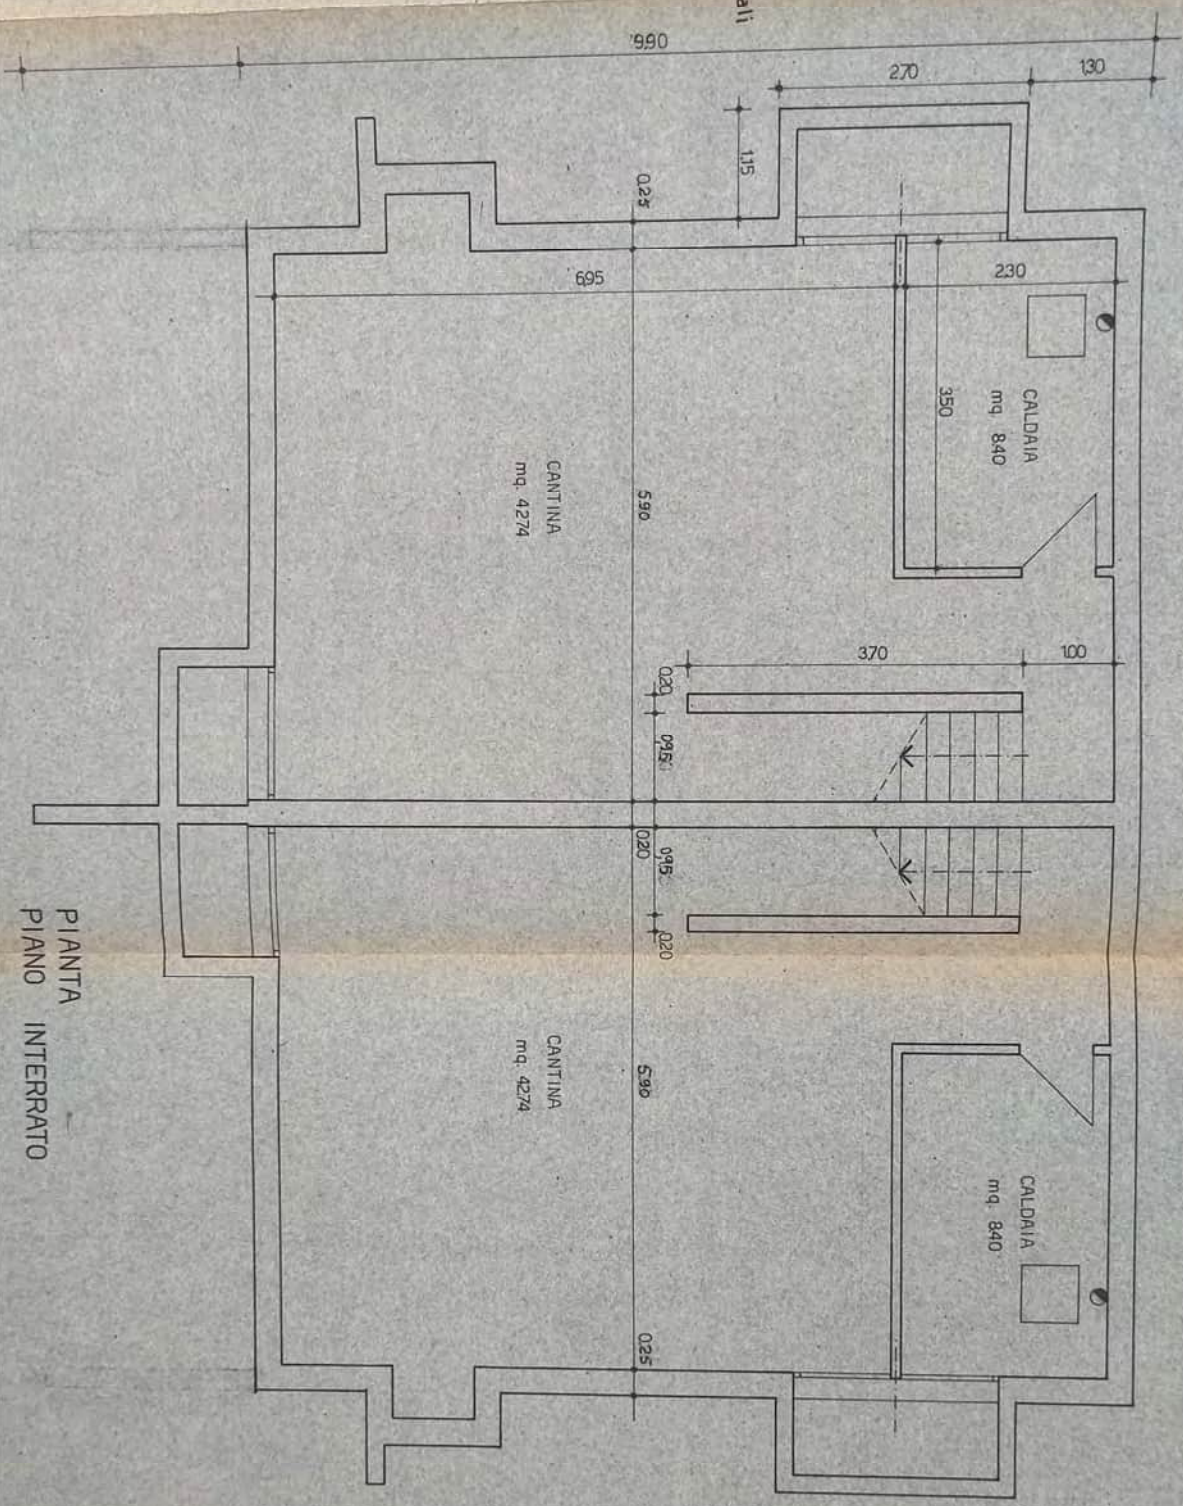 ali
9.90
2.70
1.30
1.15
0.25
6.95
2.30
3.50
CALDAIA
mq. 8.40
CANTINA
mq. 42.74
5.90
3.70
1.00
0.20
0.95
0.20
0.95
0.20
CANTINA
mq. 42.74
5.90
CALDAIA
mq. 8.40
0.25
PIANTA
PIANO INTERRATO